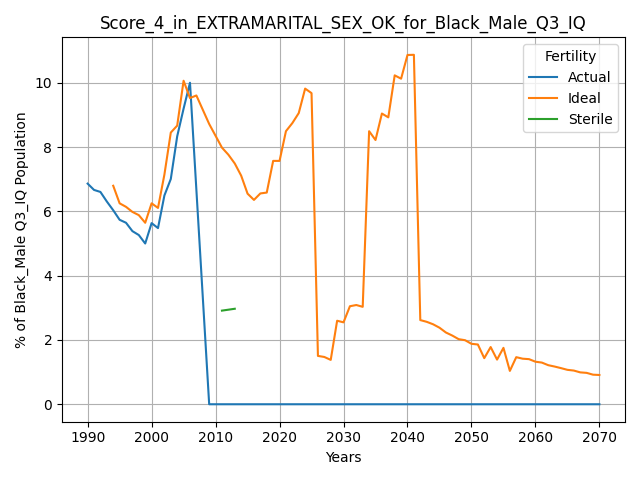 Score_4_in_EXTRAMARITAL_SEX_OK_for_Black_Male_Q3_IQ
Fertility
Actual
Ideal
Sterile
% of Black_Male Q3_IQ Population
10
8
6
4
2
0
1990 2000 2010 2020 2030 2040 2050 2060 2070
Years